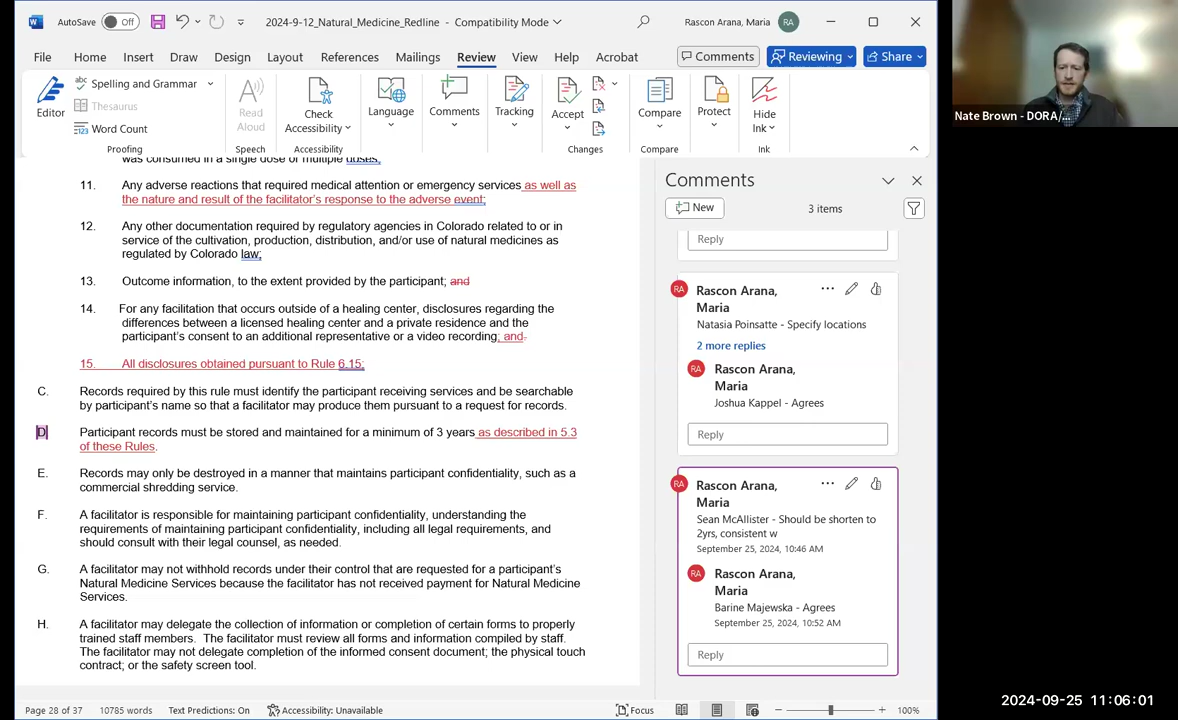 AutoSave Off 2024-9-12_Natural_Medicine_Redline - Compatibility Mode Rascon Arana, Maria RA
File Home Insert Draw Design Layout References Mailings Review View Help Acrobat Comments Reviewing Share
Editor
Spelling and Grammar
Thesaurus
Word Count
Proofing
Read Aloud
Speech
Check Accessibility
Accessibility
Language
Comments
Tracking
Accept
Changes
Compare
Compare
Protect
Hide Ink
Ink
was consumed in a single dose or multiple doses;
11. Any adverse reactions that required medical attention or emergency services as well as
the nature and result of the facilitator's response to the adverse event;
12. Any other documentation required by regulatory agencies in Colorado related to or in
service of the cultivation, production, distribution, and/or use of natural medicines as
regulated by Colorado law;
13. Outcome information, to the extent provided by the participant; and
14. For any facilitation that occurs outside of a healing center, disclosures regarding the
differences between a licensed healing center and a private residence and the
participant's consent to an additional representative or a video recording; and.
15. All disclosures obtained pursuant to Rule 6.15;
C. Records required by this rule must identify the participant receiving services and be searchable
by participant's name so that a facilitator may produce them pursuant to a request for records.
D Participant records must be stored and maintained for a minimum of 3 years as described in 5.3
of these Rules.
E. Records may only be destroyed in a manner that maintains participant confidentiality, such as a
commercial shredding service.
F. A facilitator is responsible for maintaining participant confidentiality, understanding the
requirements of maintaining participant confidentiality, including all legal requirements, and
should consult with their legal counsel, as needed.
G. A facilitator may not withhold records under their control that are requested for a participant's
Natural Medicine Services because the facilitator has not received payment for Natural Medicine
Services.
H. A facilitator may delegate the collection of information or completion of certain forms to properly
trained staff members. The facilitator must review all forms and information compiled by staff.
The facilitator may not delegate completion of the informed consent document; the physical touch
contract; or the safety screen tool.
Comments
New 3 items
Reply
RA Rascon Arana,
Maria
Natasia Poinsatte - Specify locations
2 more replies
RA Rascon Arana,
Maria
Joshua Kappel - Agrees
Reply
RA Rascon Arana,
Maria
Sean McAllister - Should be shorten to
2yrs, consistent w
September 25, 2024, 10:46 AM
RA Rascon Arana,
Maria
Barine Majewska - Agrees
September 25, 2024, 10:52 AM
Reply
Page 28 of 37 10785 words Text Predictions: On Accessibility: Unavailable Focus 100%
Nate Brown - DORA/...
2024-09-25 11:06:01